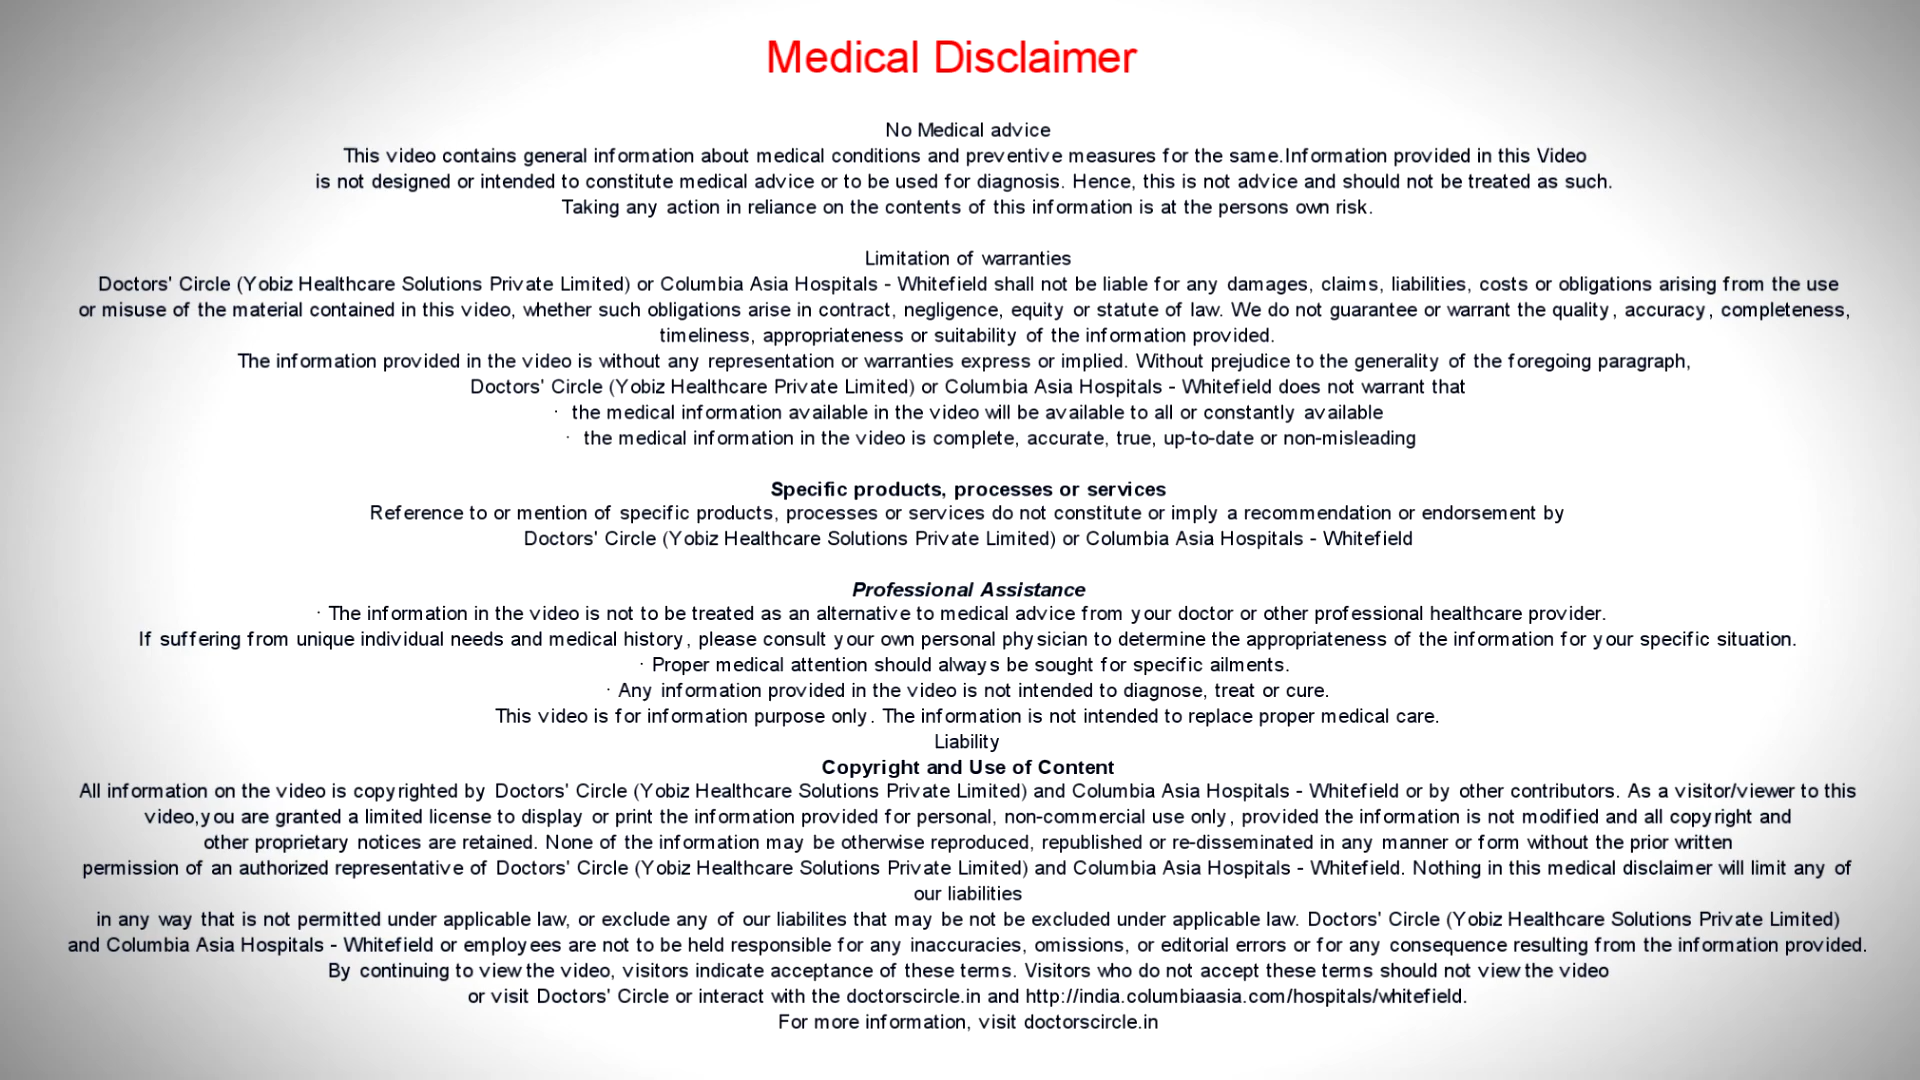 Medical Disclaimer
No Medical advice
This video contains general information about medical conditions and preventive measures for the same.Information provided in this Video
is not designed or intended to constitute medical advice or to be used for diagnosis. Hence, this is not advice and should not be treated as such.
Taking any action in reliance on the contents of this information is at the persons own risk.
Limitation of warranties
Doctors' Circle (Yobiz Healthcare Solutions Private Limited) or Columbia Asia Hospitals - Whitefield shall not be liable for any damages, claims, liabilities, costs or obligations arising from the use
or misuse of the material contained in this video, whether such obligations arise in contract, negligence, equity or statute of law. We do not guarantee or warrant the quality, accuracy, completeness,
timeliness, appropriateness or suitability of the information provided.
The information provided in the video is without any representation or warranties express or implied. Without prejudice to the generality of the foregoing paragraph,
Doctors' Circle (Yobiz Healthcare Private Limited) or Columbia Asia Hospitals - Whitefield does not warrant that
· the medical information available in the video will be available to all or constantly available
· the medical information in the video is complete, accurate, true, up-to-date or non-misleading
Specific products, processes or services
Reference to or mention of specific products, processes or services do not constitute or imply a recommendation or endorsement by
Doctors' Circle (Yobiz Healthcare Solutions Private Limited) or Columbia Asia Hospitals - Whitefield
Professional Assistance
· The information in the video is not to be treated as an alternative to medical advice from your doctor or other professional healthcare provider.
If suffering from unique individual needs and medical history, please consult your own personal physician to determine the appropriateness of the information for your specific situation.
· Proper medical attention should always be sought for specific ailments.
· Any information provided in the video is not intended to diagnose, treat or cure.
This video is for information purpose only. The information is not intended to replace proper medical care.
Liability
Copyright and Use of Content
All information on the video is copyrighted by Doctors' Circle (Yobiz Healthcare Solutions Private Limited) and Columbia Asia Hospitals - Whitefield or by other contributors. As a visitor/viewer to this
video,you are granted a limited license to display or print the information provided for personal, non-commercial use only, provided the information is not modified and all copyright and
other proprietary notices are retained. None of the information may be otherwise reproduced, republished or re-disseminated in any manner or form without the prior written
permission of an authorized representative of Doctors' Circle (Yobiz Healthcare Solutions Private Limited) and Columbia Asia Hospitals - Whitefield. Nothing in this medical disclaimer will limit any of
our liabilities
in any way that is not permitted under applicable law, or exclude any of our liabilites that may be not be excluded under applicable law. Doctors' Circle (Yobiz Healthcare Solutions Private Limited)
and Columbia Asia Hospitals - Whitefield or employees are not to be held responsible for any inaccuracies, omissions, or editorial errors or for any consequence resulting from the information provided.
By continuing to view the video, visitors indicate acceptance of these terms. Visitors who do not accept these terms should not view the video
or visit Doctors' Circle or interact with the doctorscircle.in and http://india.columbiaasia.com/hospitals/whitefield.
For more information, visit doctorscircle.in